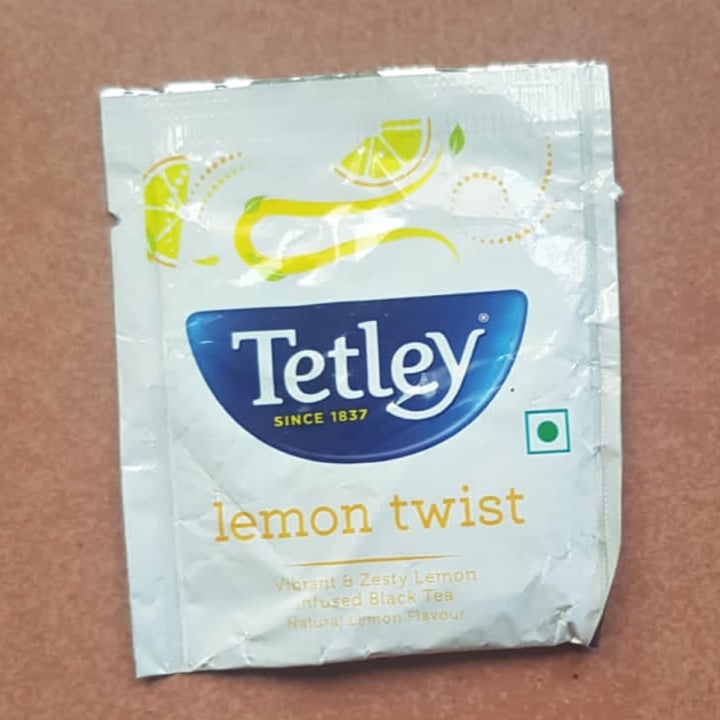 Tetley®
SINCE 1837
lemon twist
Vibrant & Zesty Lemon
Infused Black Tea
Natural Lemon Flavour